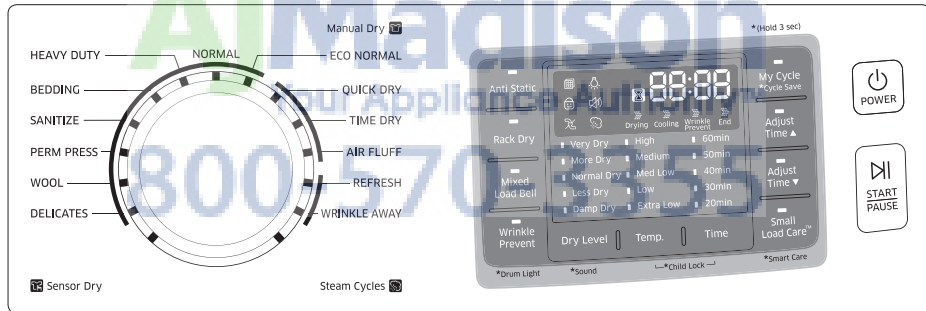 AJMadison
Your Appliance Authority™
800 570 3355
Manual Dry
HEAVY DUTY
NORMAL
ECO NORMAL
BEDDING
QUICK DRY
SANITIZE
TIME DRY
PERM PRESS
AIR FLUFF
WOOL
REFRESH
DELICATES
WRINKLE AWAY
Sensor Dry
Steam Cycles
*(Hold 3 sec)
Anti Static
88:88
My Cycle
*Cycle Save
Drying Cooling Wrinkle Prevent End
Rack Dry
Adjust
Time ▲
Very Dry High 60min
More Dry Medium 50min
Normal Dry Med Low 40min
Less Dry Low 30min
Damp Dry Extra Low 20min
Mixed
Load Bell
Adjust
Time ▼
Wrinkle
Prevent
Dry Level Temp. Time
Small
Load Care™
*Drum Light *Sound *Child Lock *Smart Care
POWER
START
PAUSE